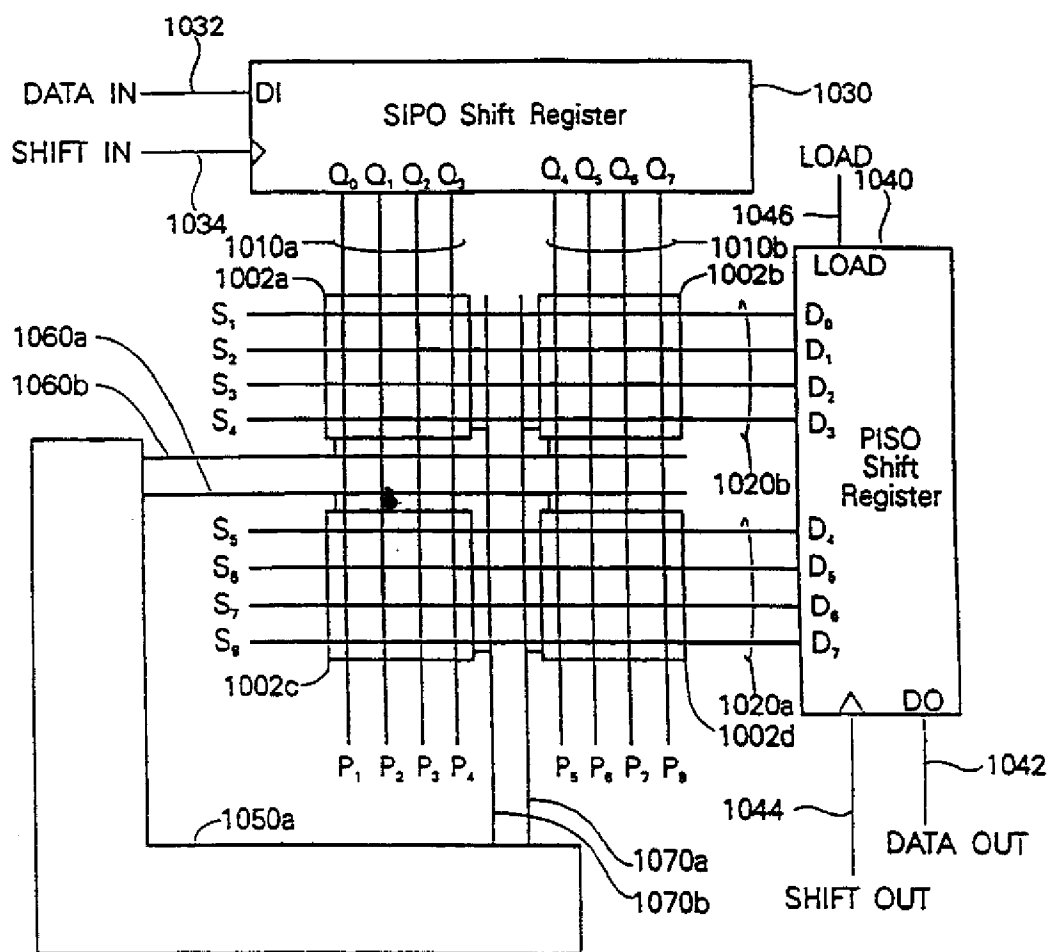 1032
DATA IN
DI
SIPO Shift Register
1030
SHIFT IN
1034
Q₀ Q₁ Q₂ Q₃ Q₄ Q₅ Q₆ Q₇
LOAD
1040
1046
1010a
1010b
1002a
1002b
LOAD
S₁
D₀
1060a
S₂
D₁
1060b
S₃
D₂
S₄
D₃
PISO
Shift
Register
1020b
S₅
D₄
S₆
D₅
S₇
D₆
S₈
D₇
1002c
1020a
1002d
DO
P₁ P₂ P₃ P₄ P₅ P₆ P₇ P₈
1042
1044
1050a
1070a
1070b
DATA OUT
SHIFT OUT